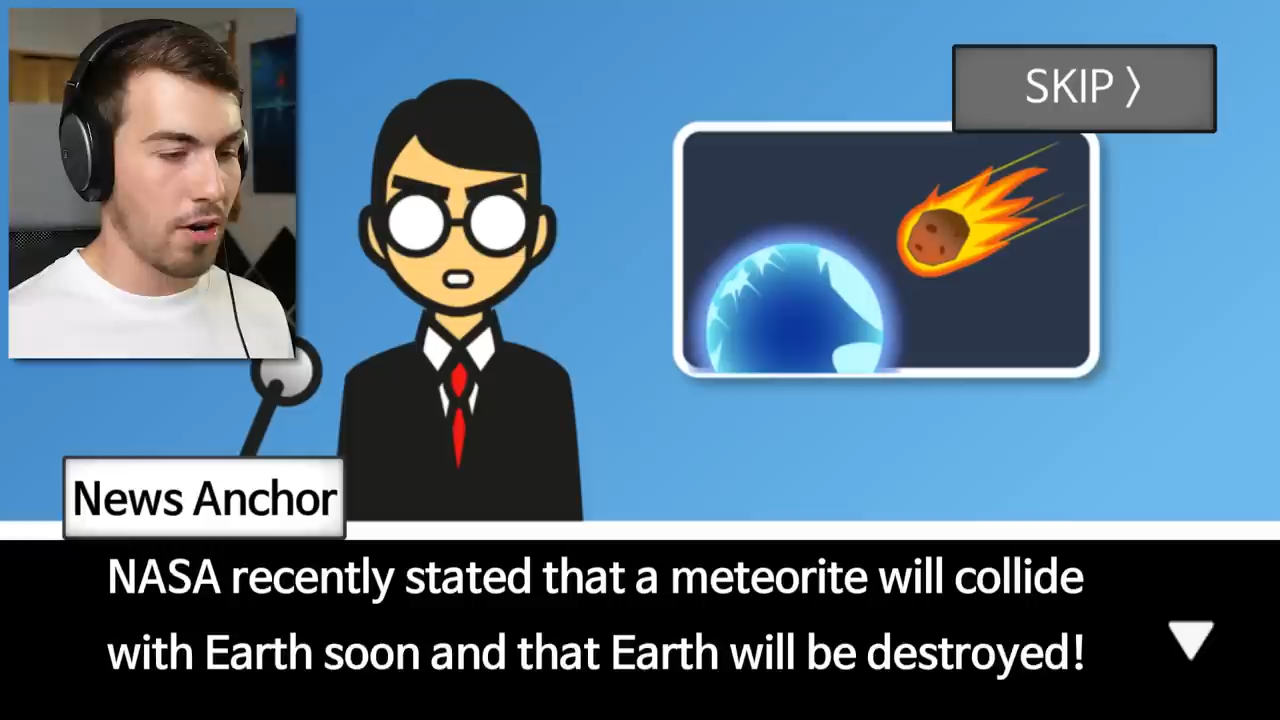 SKIP 〉
News Anchor
NASA recently stated that a meteorite will collide
with Earth soon and that Earth will be destroyed!